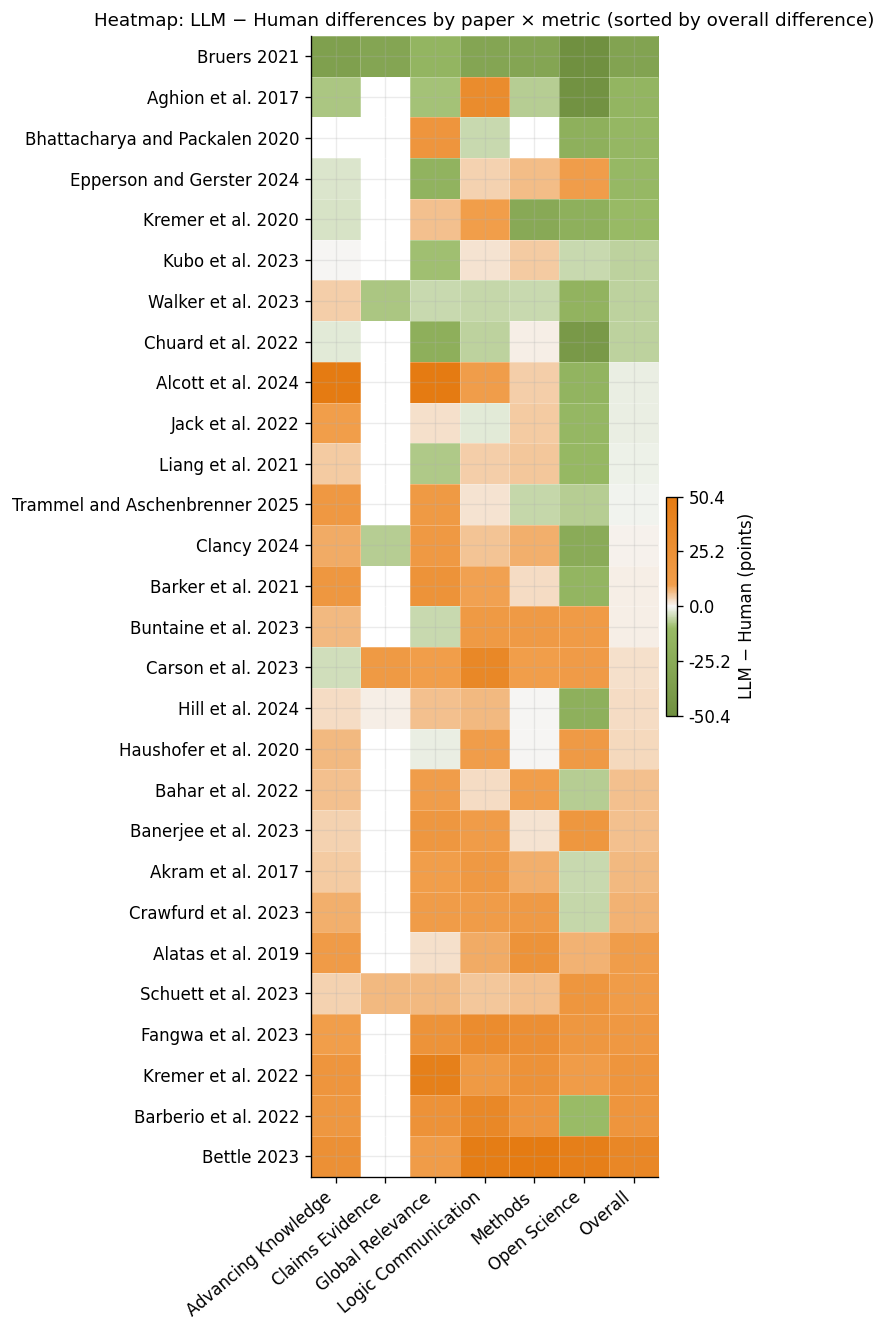 Heatmap: LLM − Human differences by paper × metric (sorted by overall difference)
Bruers 2021
Aghion et al. 2017
Bhattacharya and Packalen 2020
Epperson and Gerster 2024
Kremer et al. 2020
Kubo et al. 2023
Walker et al. 2023
Chuard et al. 2022
Alcott et al. 2024
Jack et al. 2022
Liang et al. 2021
Trammel and Aschenbrenner 2025
Clancy 2024
Barker et al. 2021
Buntaine et al. 2023
Carson et al. 2023
Hill et al. 2024
Haushofer et al. 2020
Bahar et al. 2022
Banerjee et al. 2023
Akram et al. 2017
Crawfurd et al. 2023
Alatas et al. 2019
Schuett et al. 2023
Fangwa et al. 2023
Kremer et al. 2022
Barberio et al. 2022
Bettle 2023
50.4
25.2
0.0
-25.2
-50.4
LLM − Human (points)
Advancing Knowledge
Claims Evidence
Global Relevance
Logic Communication
Methods
Open Science
Overall